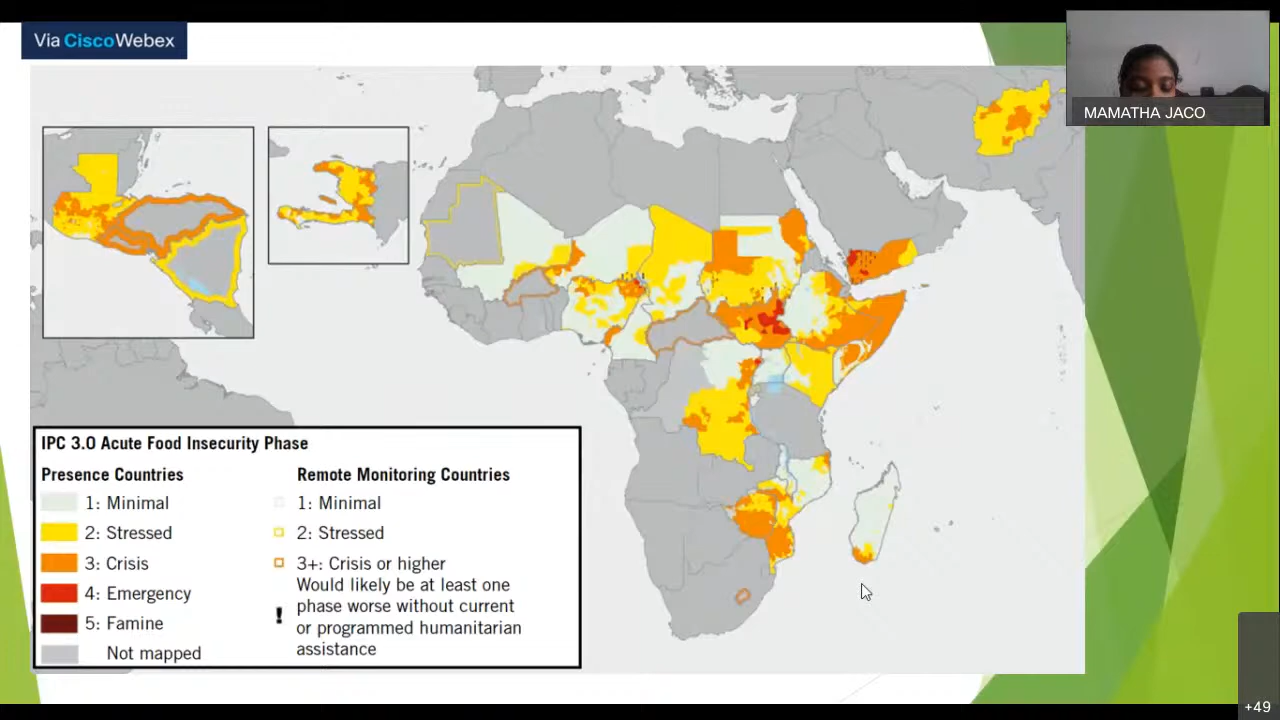 Via CiscoWebex
MAMATHA JACO
IPC 3.0 Acute Food Insecurity Phase
Presence Countries
1: Minimal
2: Stressed
3: Crisis
4: Emergency
5: Famine
Not mapped
Remote Monitoring Countries
1: Minimal
2: Stressed
3+: Crisis or higher
! Would likely be at least one
phase worse without current
or programmed humanitarian
assistance
+49